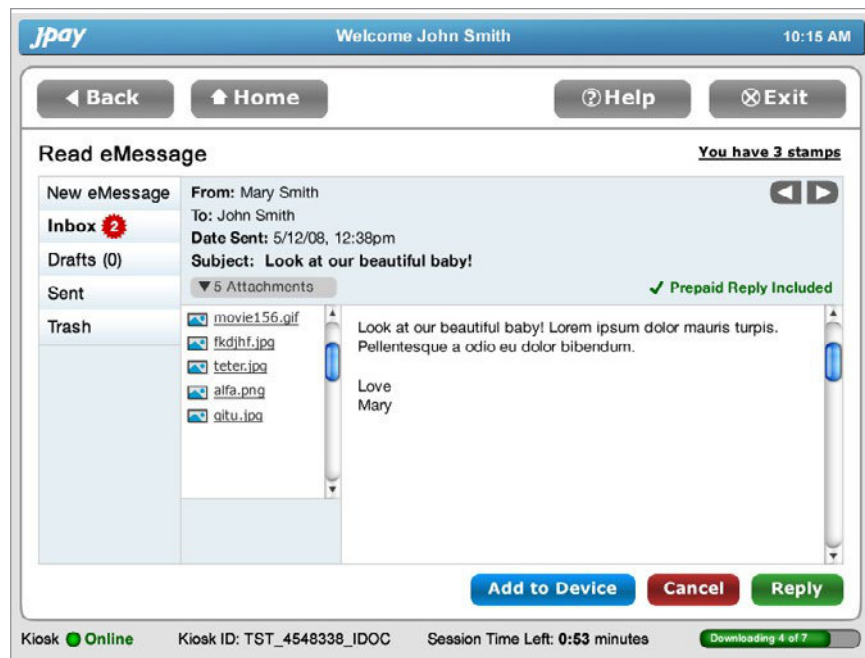 JPay Welcome John Smith 10:15 AM
Back Home Help Exit
Read eMessage
You have 3 stamps
New eMessage
Inbox 2
Drafts (0)
Sent
Trash
From: Mary Smith
To: John Smith
Date Sent: 5/12/08, 12:38pm
Subject: Look at our beautiful baby!
5 Attachments
Prepaid Reply Included
movie156.gif
fkdjhf.jpg
teter.jpg
alfa.png
qitu.jpg
Look at our beautiful baby! Lorem ipsum dolor mauris turpis.
Pellentesque a odio eu dolor bibendum.
Love
Mary
Add to Device Cancel Reply
Kiosk Online Kiosk ID: TST_4548338_IDOC Session Time Left: 0:53 minutes Downloading 4 of 7